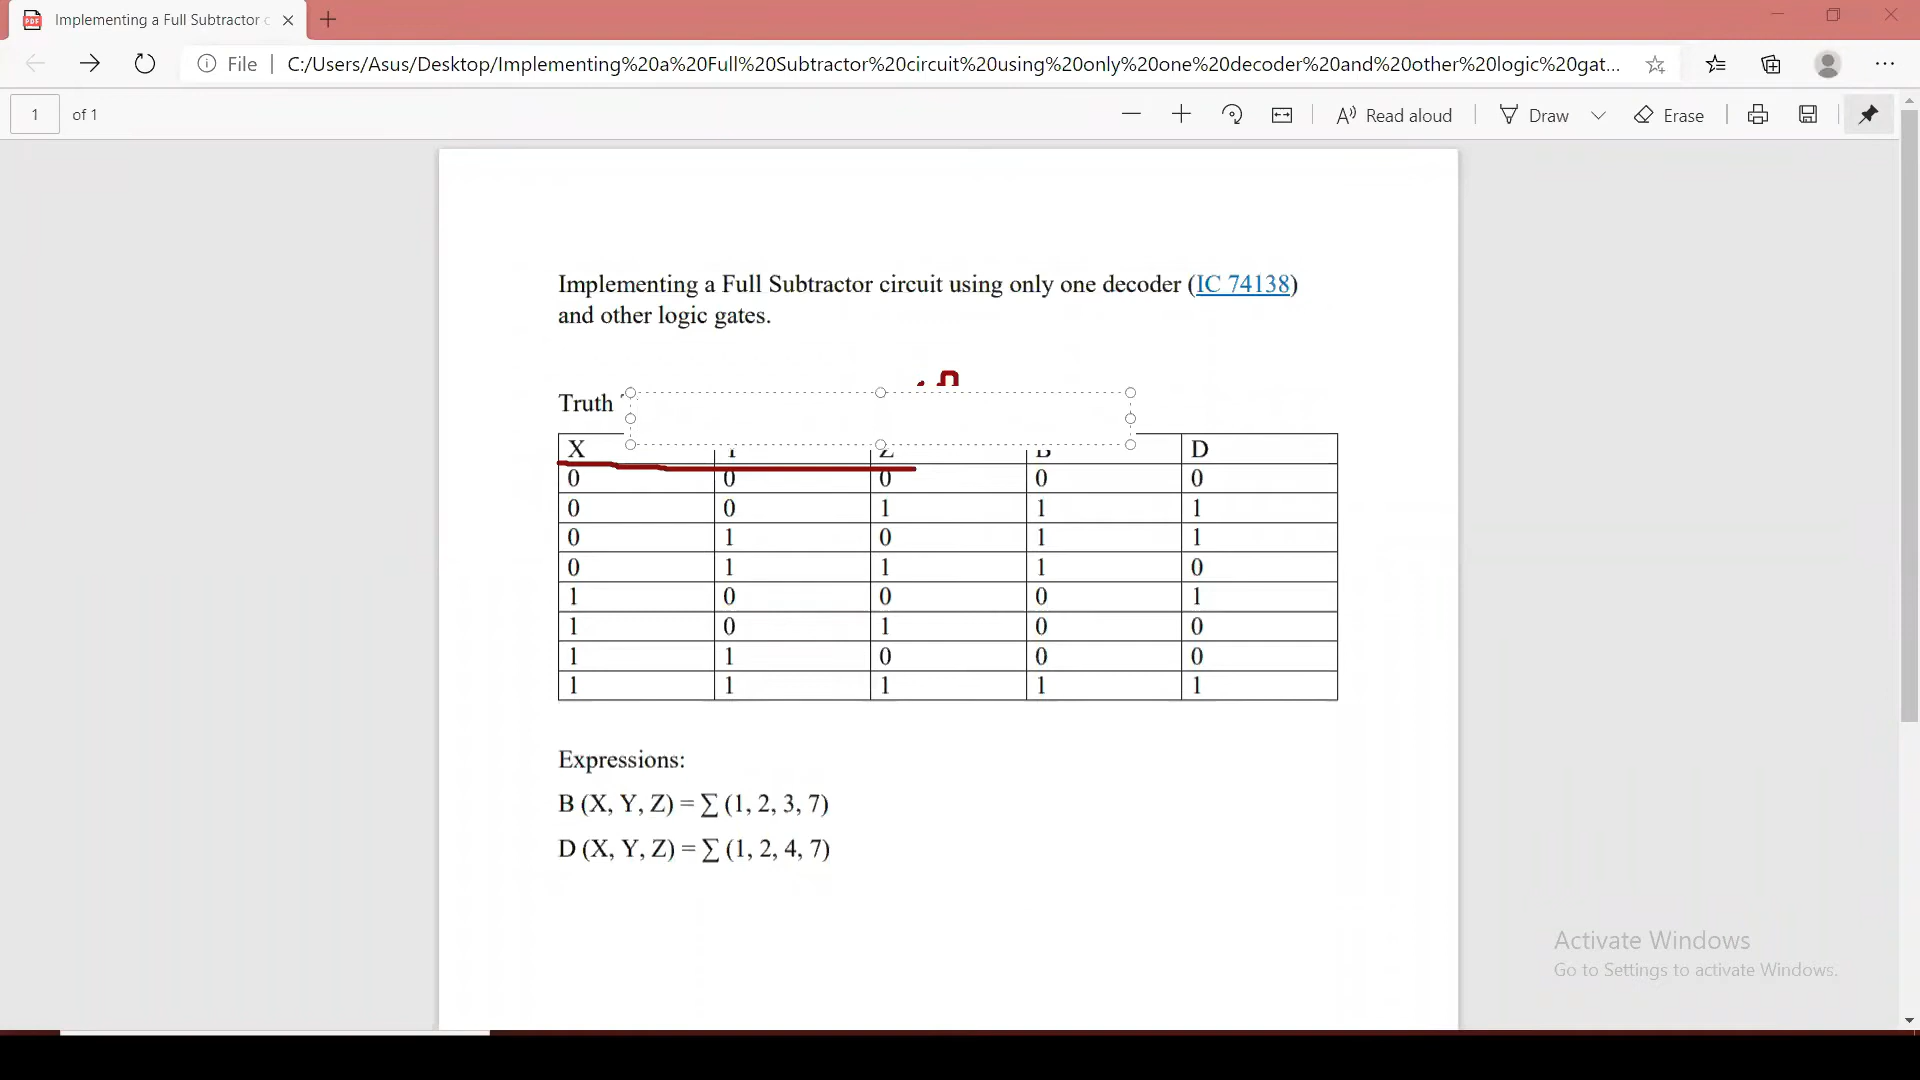 Implementing a Full Subtractor c
File C:/Users/Asus/Desktop/Implementing%20a%20Full%20Subtractor%20circuit%20using%20only%20one%20decoder%20and%20other%20logic%20gat...
1 of 1 Read aloud Draw Erase
Implementing a Full Subtractor circuit using only one decoder (IC 74138)
and other logic gates.
Truth
X Y Z B D
0 0 0 0 0
0 0 1 1 1
0 1 0 1 1
0 1 1 1 0
1 0 0 0 1
1 0 1 0 0
1 1 0 0 0
1 1 1 1 1
Expressions:
B (X, Y, Z) = ∑ (1, 2, 3, 7)
D (X, Y, Z) = ∑ (1, 2, 4, 7)
Activate Windows
Go to Settings to activate Windows.